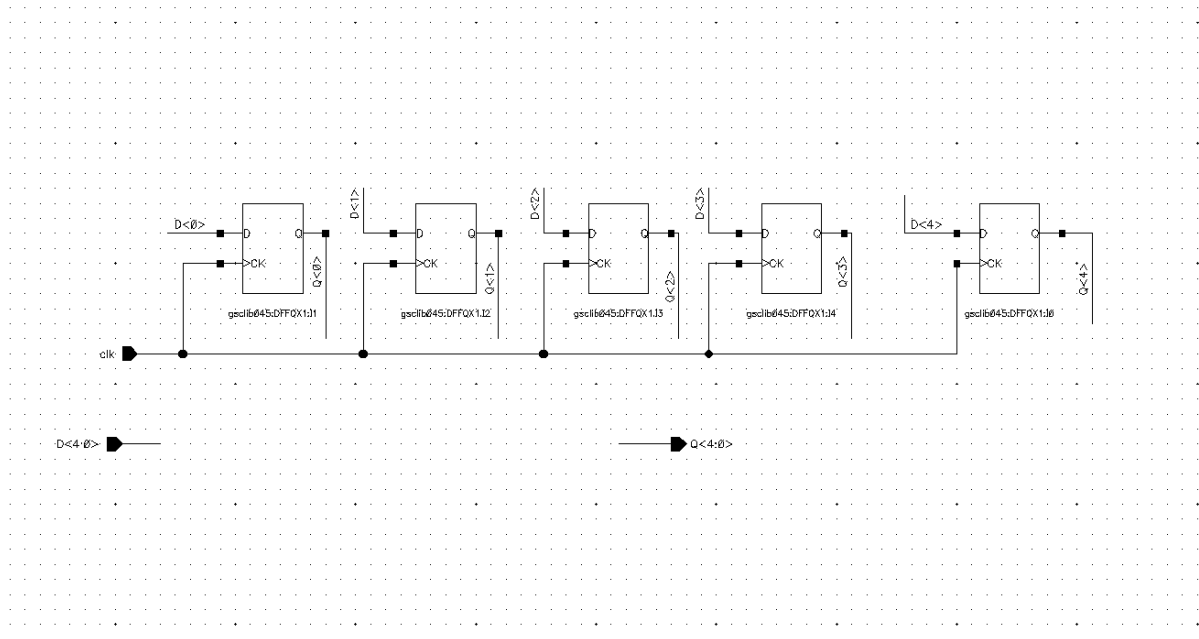 D<0>
D<1>
D<2>
D<3>
D<4>
D Q
CK
D Q
CK
D Q
CK
D Q
CK
D Q
CK
Q<0>
Q<1>
Q<2>
Q<3>
Q<4>
gsclib045:DFFQX1:I1
gsclib045:DFFQX1:I2
gsclib045:DFFQX1:I3
gsclib045:DFFQX1:I4
gsclib045:DFFQX1:I0
clk
D<4:0>
Q<4:0>